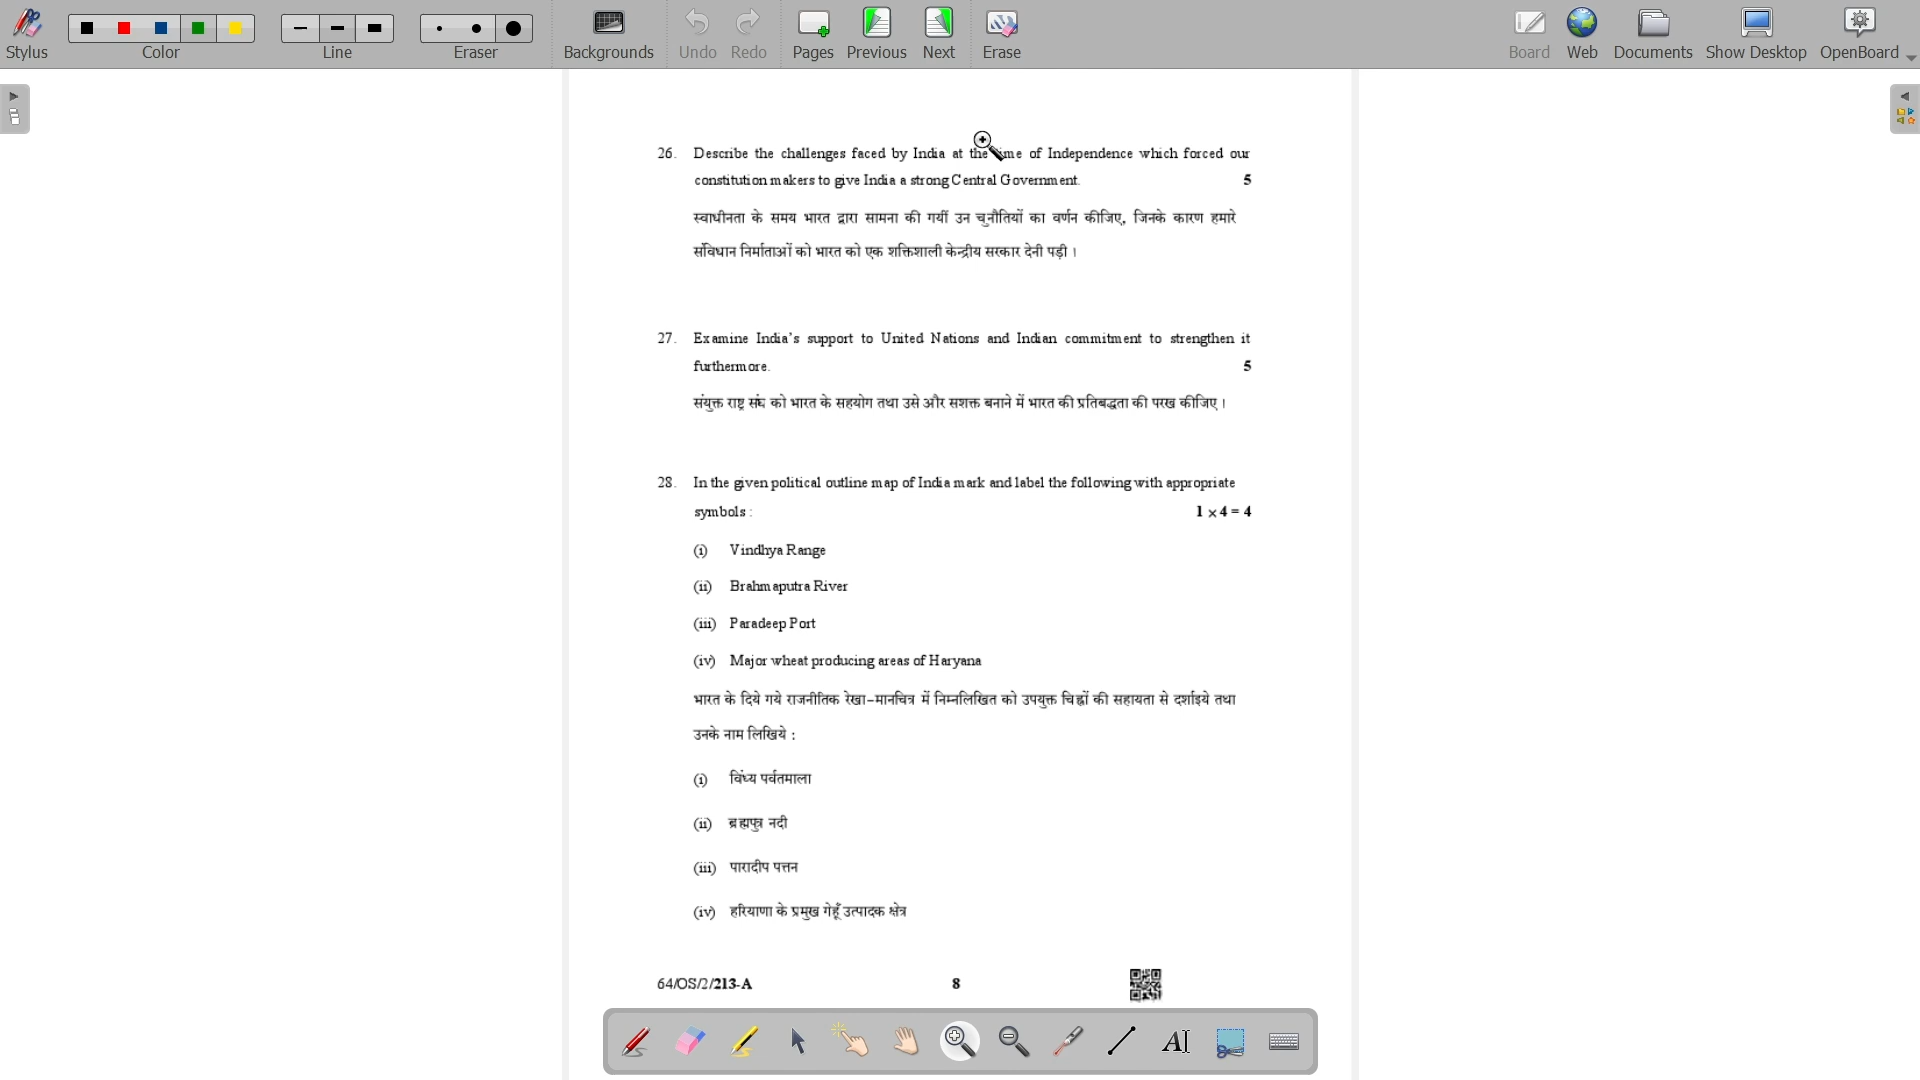 Stylus Color Line Eraser Backgrounds Undo Redo Pages Previous Next Erase Board Web Documents Show Desktop OpenBoard
26. Describe the challenges faced by India at the time of Independence which forced our
constitution makers to give India a strong Central Government. 5
स्वाधीनता के समय भारत द्वारा सामना की गयीं उन चुनौतियों का वर्णन कीजिए, जिनके कारण हमारे
संविधान निर्माताओं को भारत को एक शक्तिशाली केन्द्रीय सरकार देनी पड़ी ।
27. Examine India's support to United Nations and Indian commitment to strengthen it
furthermore. 5
संयुक्त राष्ट्र संघ को भारत के सहयोग तथा उसे और सशक्त बनाने में भारत की प्रतिबद्धता की परख कीजिए ।
28. In the given political outline map of India mark and label the following with appropriate
symbols : 1 × 4 = 4
(i) Vindhya Range
(ii) Brahmaputra River
(iii) Paradeep Port
(iv) Major wheat producing areas of Haryana
भारत के दिये गये राजनीतिक रेखा-मानचित्र में निम्नलिखित को उपयुक्त चिह्नों की सहायता से दर्शाइये तथा
उनके नाम लिखिये :
(i) विंध्य पर्वतमाला
(ii) ब्रह्मपुत्र नदी
(iii) पारादीप पत्तन
(iv) हरियाणा के प्रमुख गेहूँ उत्पादक क्षेत्र
64/OS/2/213-A 8
AI